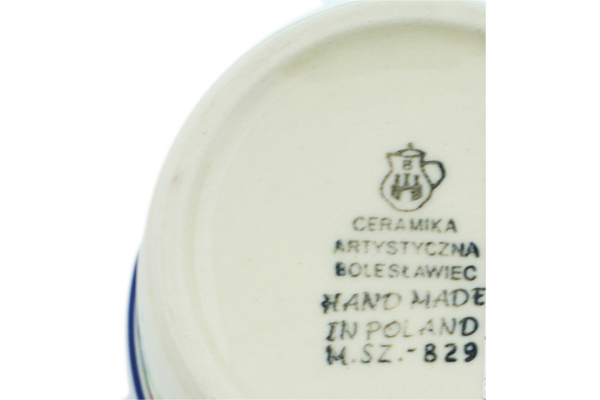 B
CERAMIKA
ARTYSTYCZNA
BOLESŁAWIEC
HAND MADE
IN POLAND
M.SZ.-829